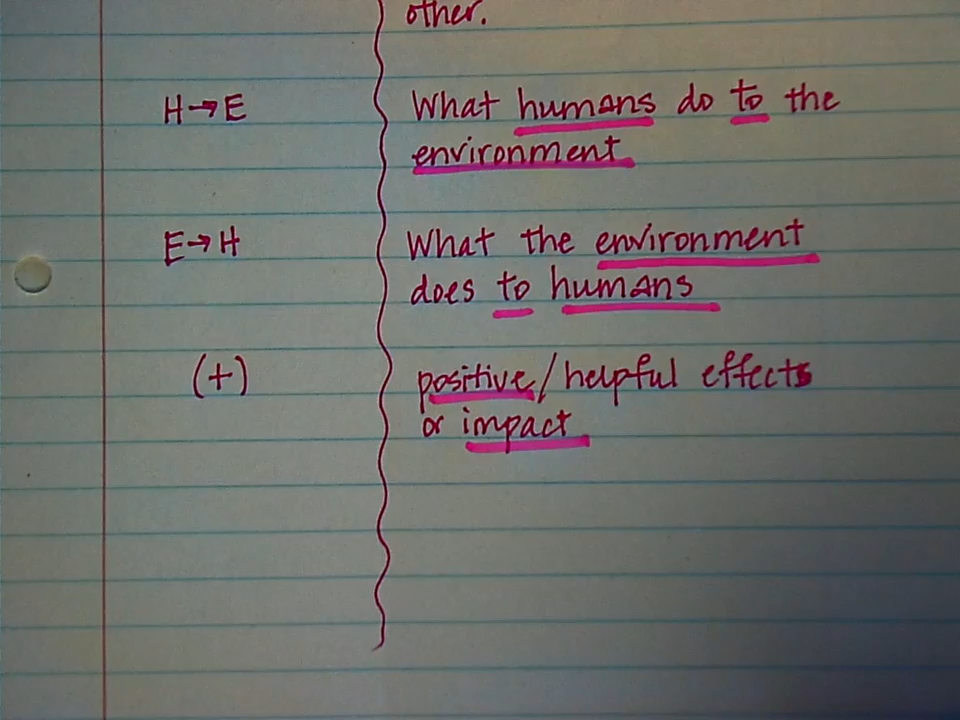 other.
H→E What humans do to the
environment
E→H What the environment
does to humans
(+) positive/helpful effects
or impact